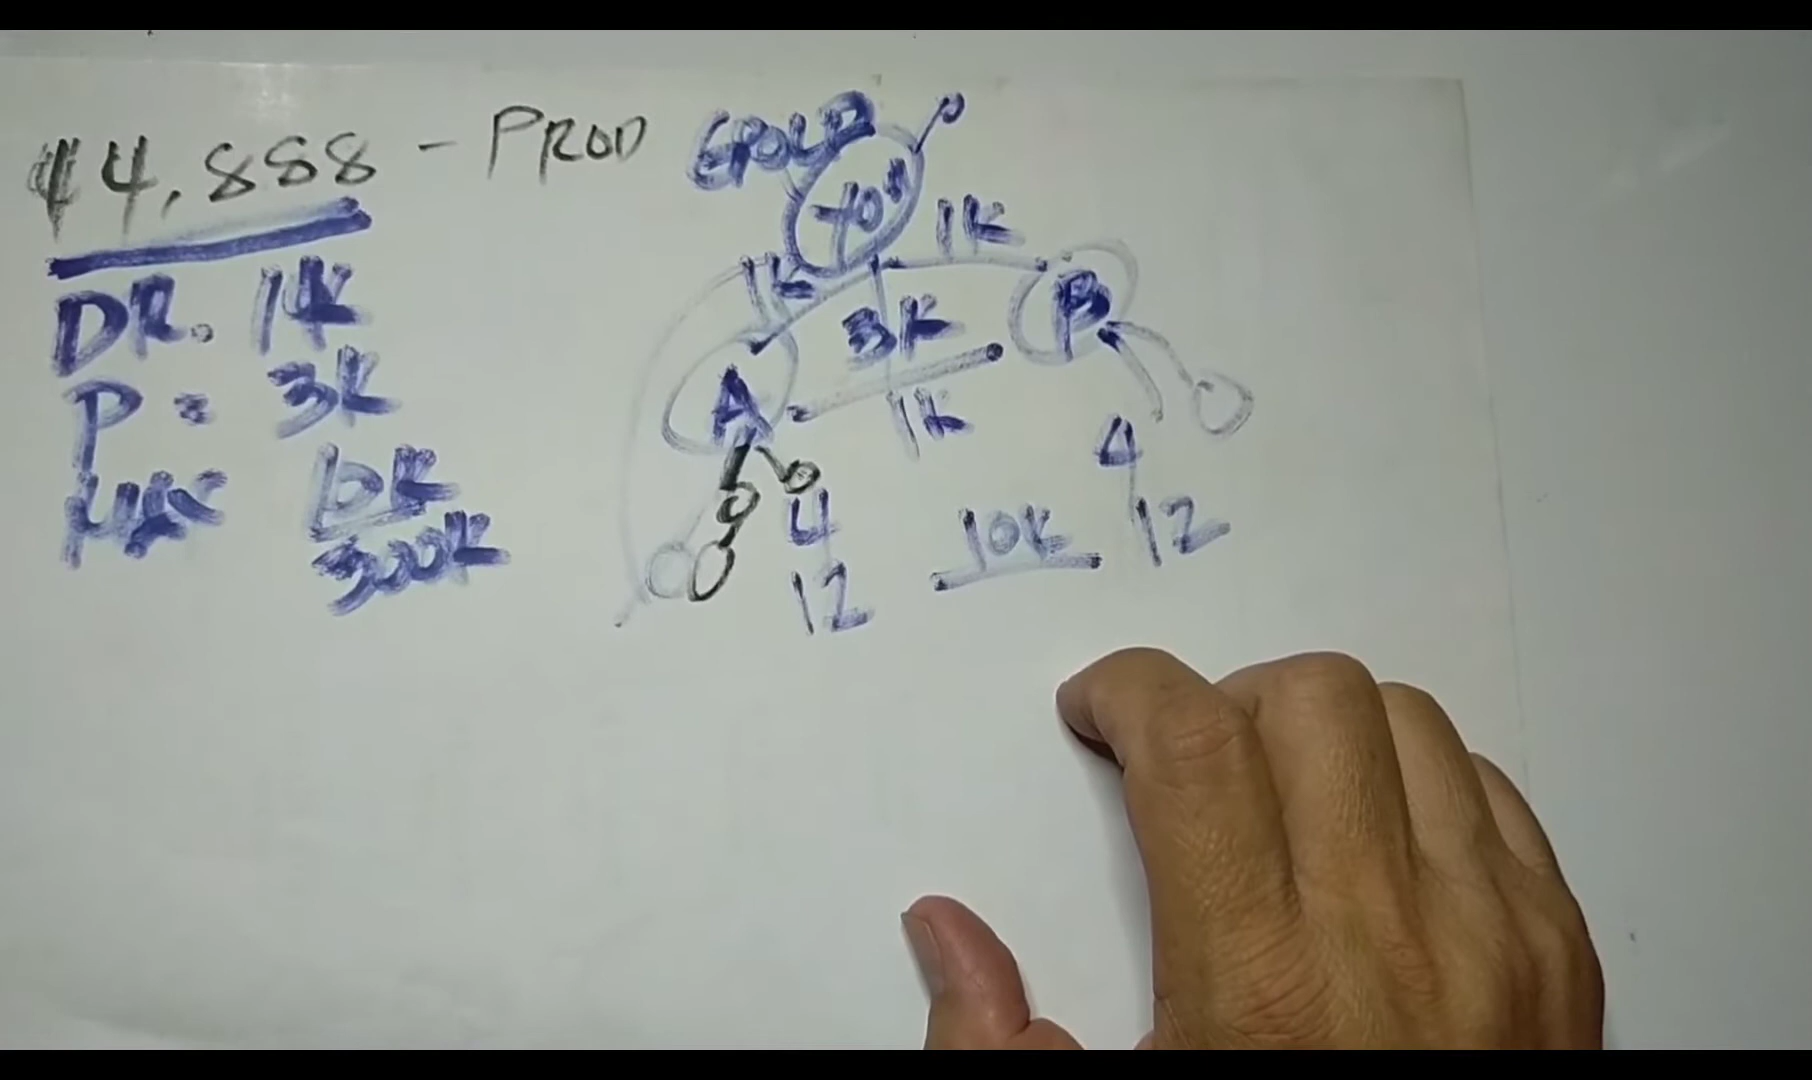 $4,888 - PROD
DR. 1K
P = 3K
MAX 10K
300K
GOLD
YOU
1K
1K
A
3K
B
1K
4
12
10K
4
12